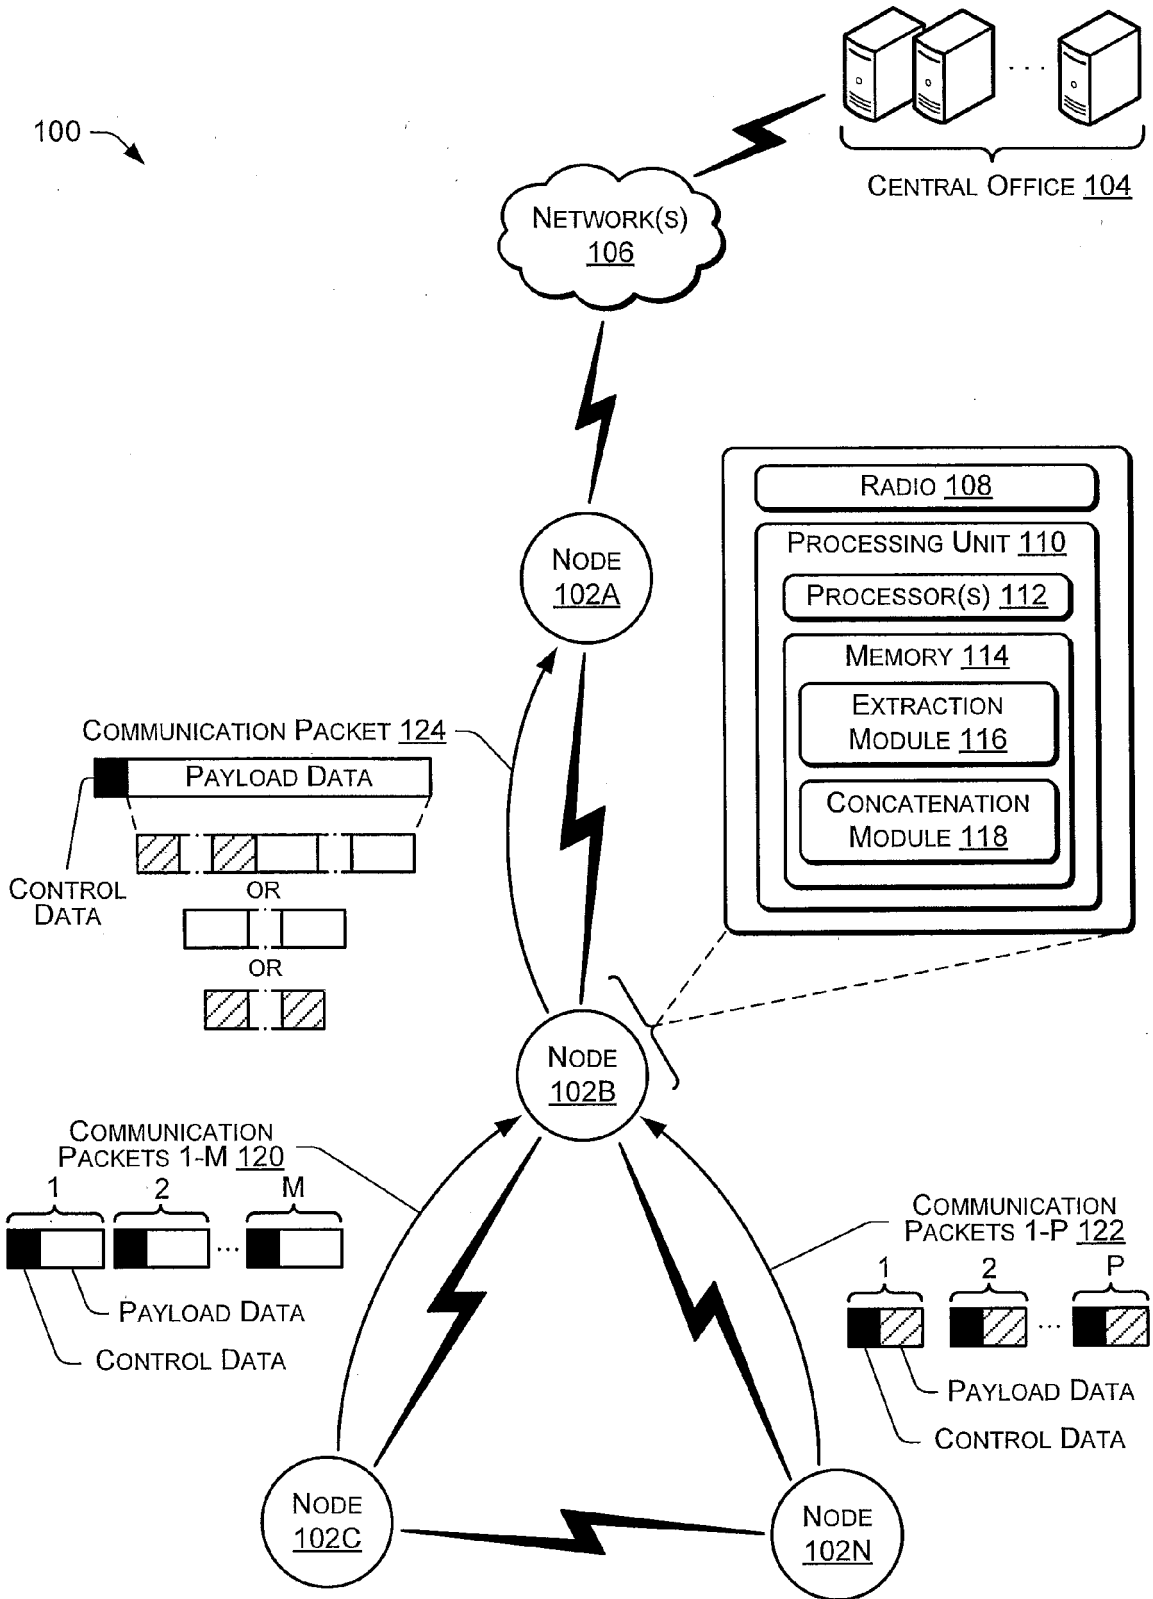 100
CENTRAL OFFICE 104
NETWORK(S)
106
RADIO 108
PROCESSING UNIT 110
PROCESSOR(S) 112
MEMORY 114
EXTRACTION
MODULE 116
CONCATENATION
MODULE 118
NODE
102A
COMMUNICATION PACKET 124
PAYLOAD DATA
CONTROL
DATA
OR
OR
NODE
102B
COMMUNICATION
PACKETS 1-M 120
1 2 M
...
PAYLOAD DATA
CONTROL DATA
COMMUNICATION
PACKETS 1-P 122
1 2 P
...
PAYLOAD DATA
CONTROL DATA
NODE
102C
NODE
102N